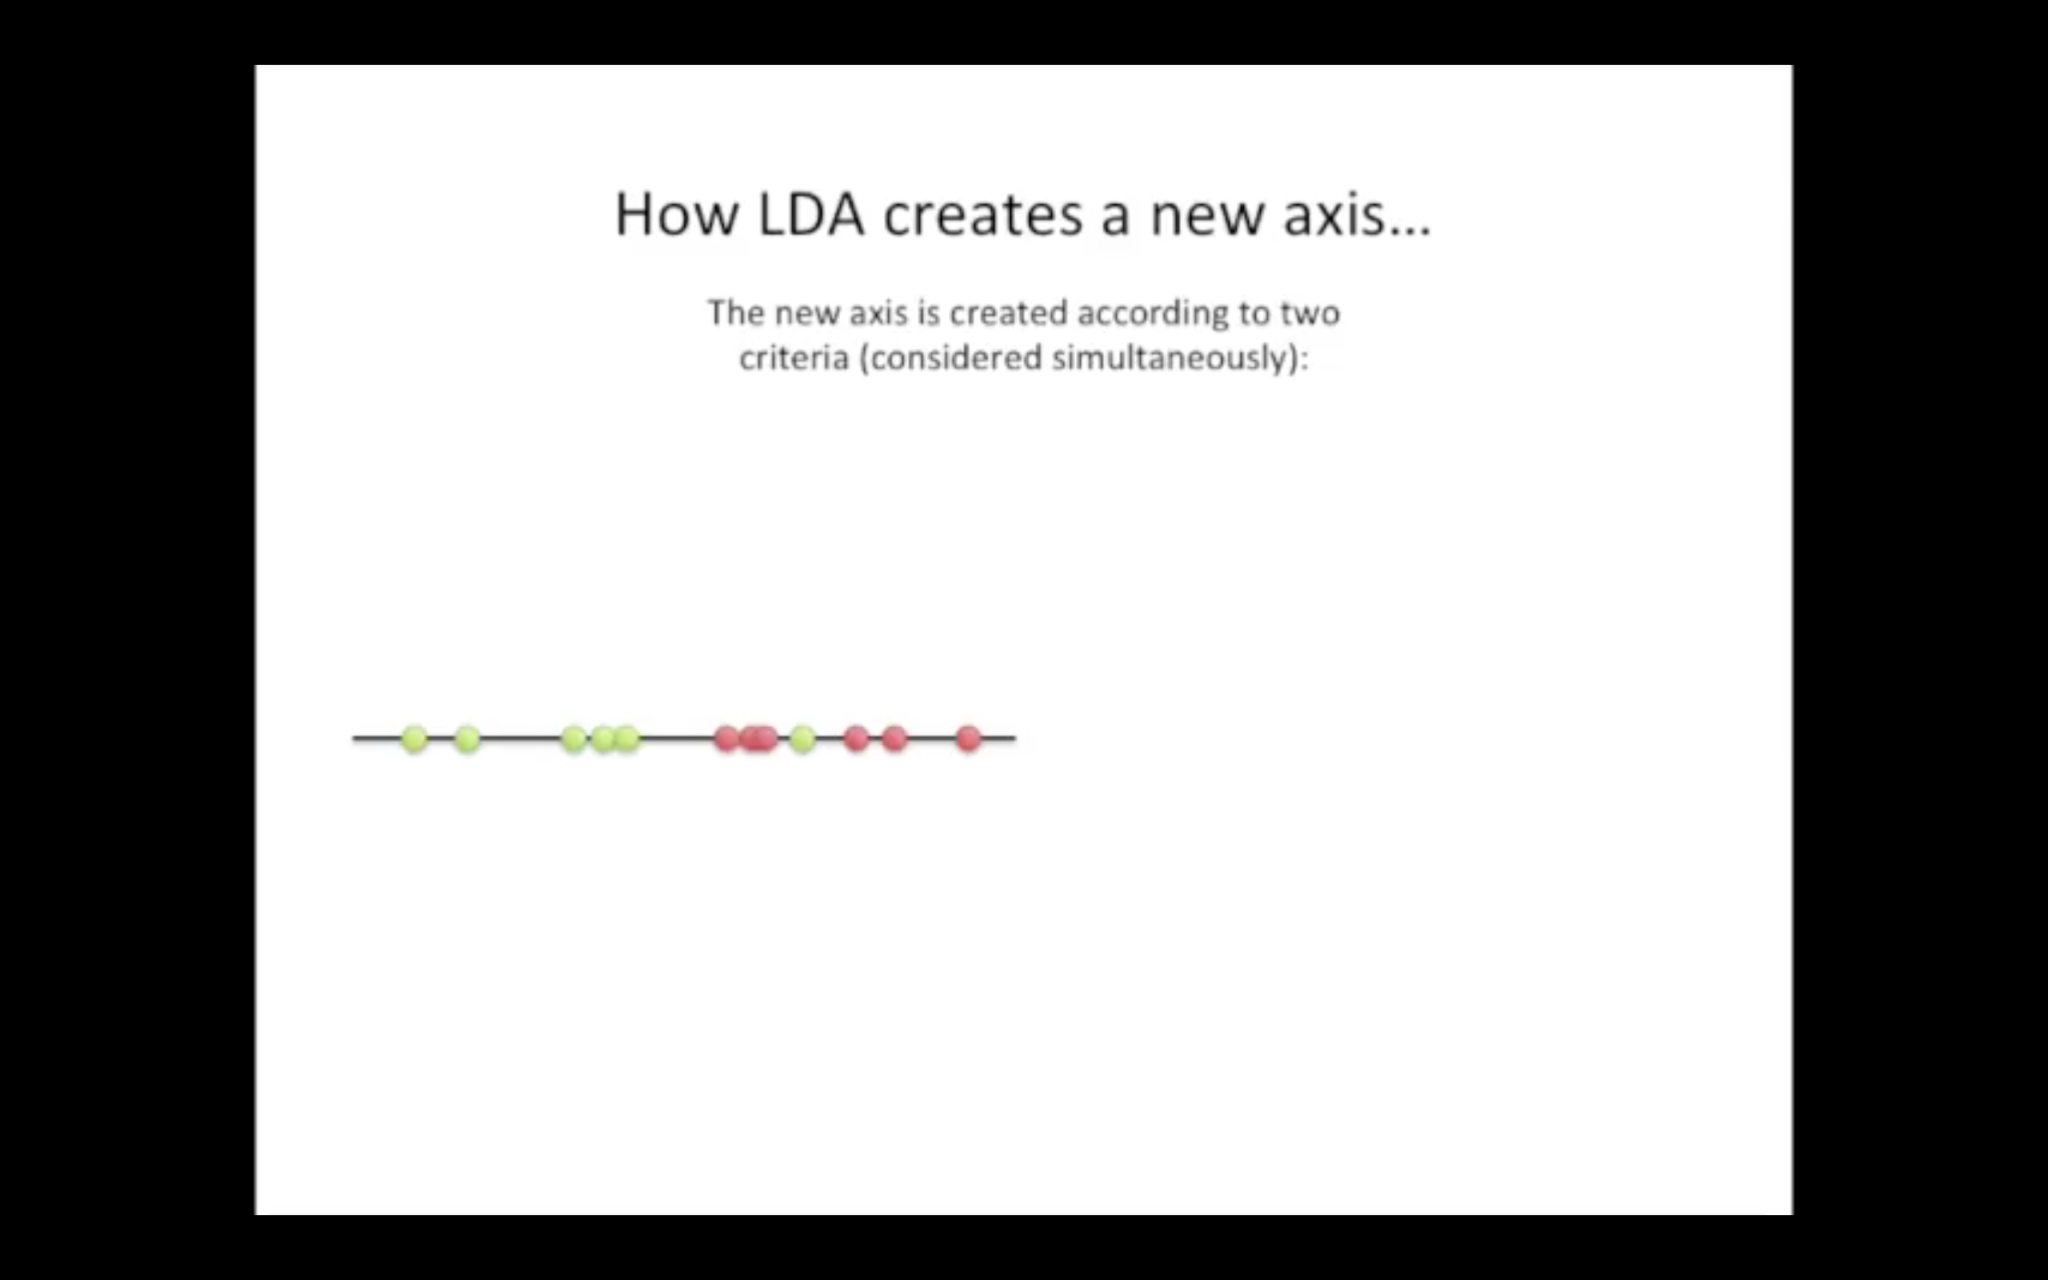 How LDA creates a new axis...
The new axis is created according to two
criteria (considered simultaneously):